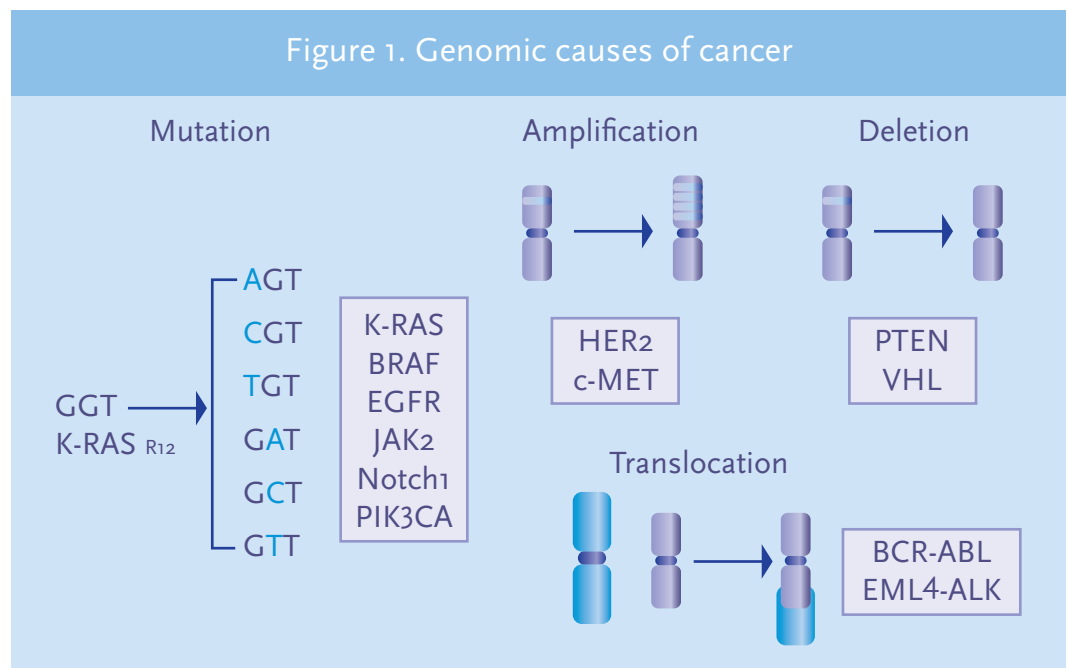 Figure 1. Genomic causes of cancer
Mutation
GGT
K-RAS R12
AGT
CGT
TGT
GAT
GCT
GTT
K-RAS
BRAF
EGFR
JAK2
Notch1
PIK3CA
Amplification
HER2
c-MET
Deletion
PTEN
VHL
Translocation
BCR-ABL
EML4-ALK